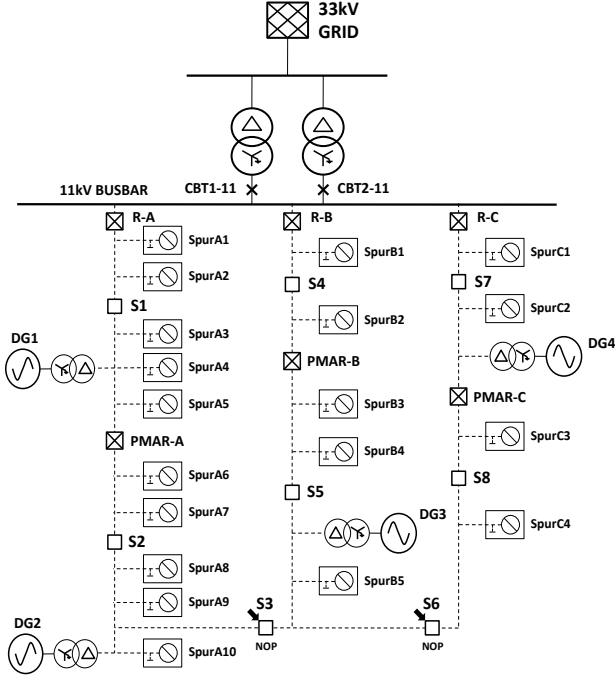 33kV
GRID
CBT1-11
CBT2-11
11kV BUSBAR
R-A
R-B
R-C
SpurA1
SpurB1
SpurC1
SpurA2
S4
S7
S1
SpurC2
SpurB2
DG1
SpurA3
DG4
SpurA4
PMAR-B
SpurA5
PMAR-C
SpurB3
PMAR-A
SpurC3
SpurB4
SpurA6
S8
S5
SpurA7
DG3
SpurC4
S2
SpurA8
SpurB5
SpurA9
S3
S6
DG2
NOP
NOP
SpurA10